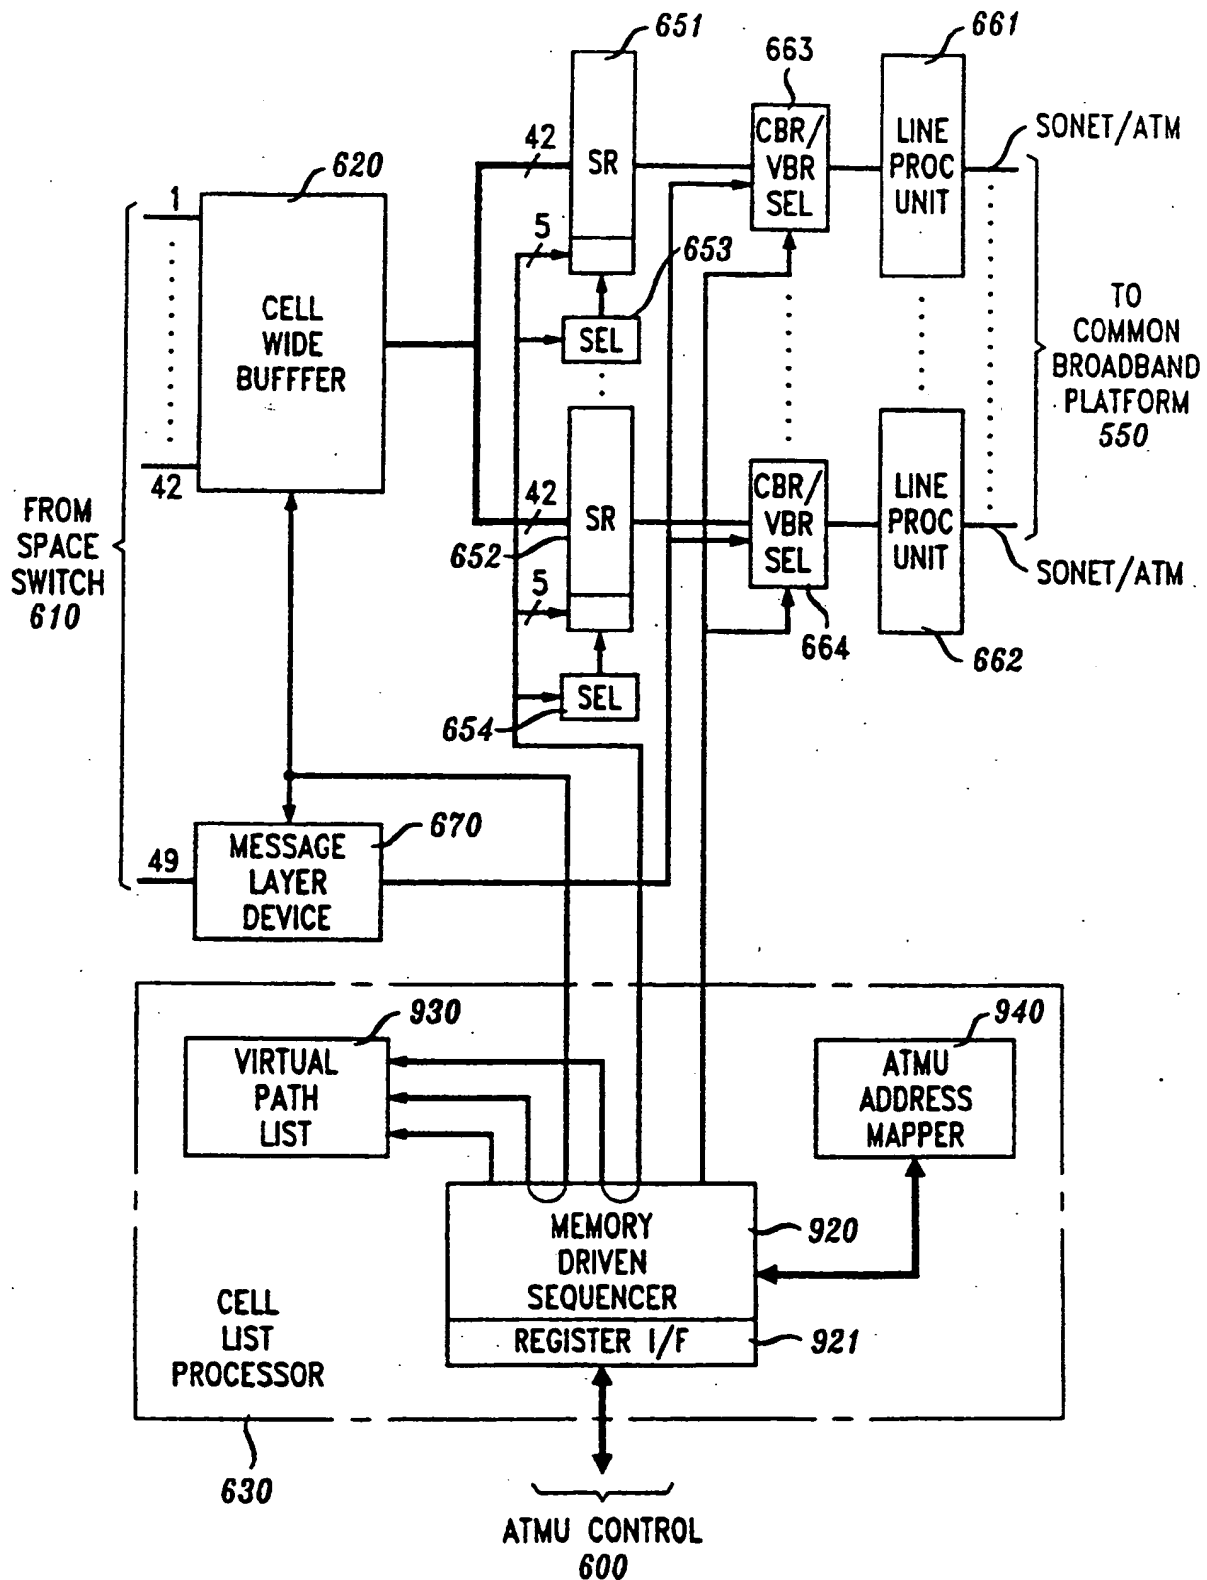 651
661
663
42
SR
CBR/
VBR
SEL
LINE
PROC
UNIT
SONET/ATM
620
1
CELL
WIDE
BUFFFER
5
653
SEL
TO
COMMON
BROADBAND
PLATFORM
550
42
FROM
SPACE
SWITCH
610
42
SR
652
5
CBR/
VBR
SEL
664
LINE
PROC
UNIT
662
SONET/ATM
SEL
654
49
MESSAGE
LAYER
DEVICE
670
930
VIRTUAL
PATH
LIST
940
ATMU
ADDRESS
MAPPER
MEMORY
DRIVEN
SEQUENCER
920
REGISTER I/F
921
CELL
LIST
PROCESSOR
630
ATMU CONTROL
600